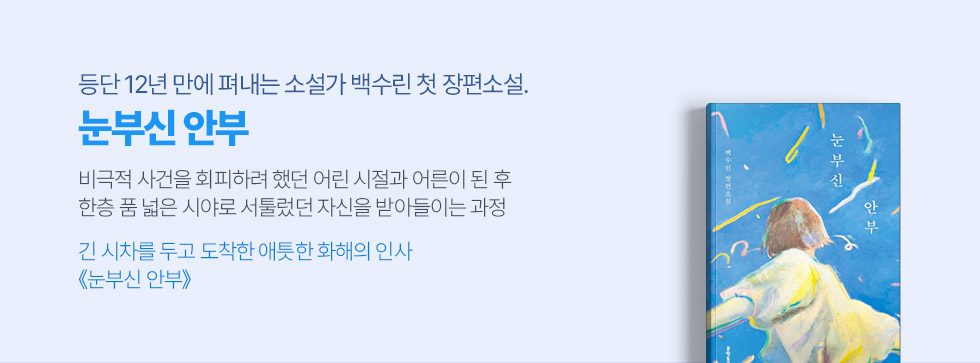 등단 12년 만에 펴내는 소설가 백수린 첫 장편소설.
눈부신 안부
비극적 사건을 회피하려 했던 어린 시절과 어른이 된 후
한층 품 넓은 시야로 서툴렀던 자신을 받아들이는 과정
긴 시차를 두고 도착한 애틋한 화해의 인사
《눈부신 안부》
눈부신
안부
백수린 장편소설